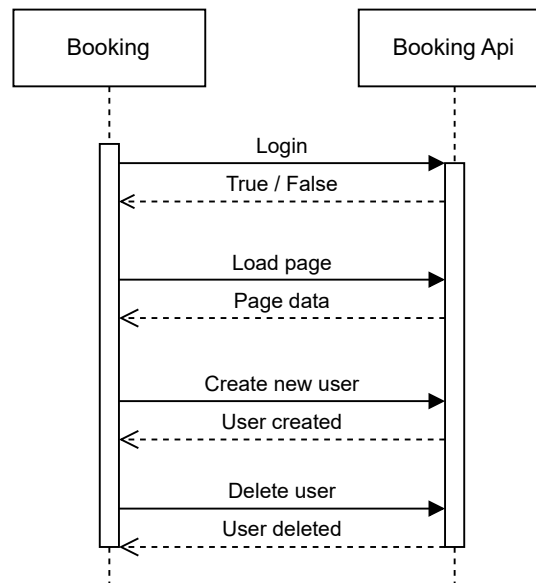 Booking
Booking Api
Login
True / False
Load page
Page data
Create new user
User created
Delete user
User deleted